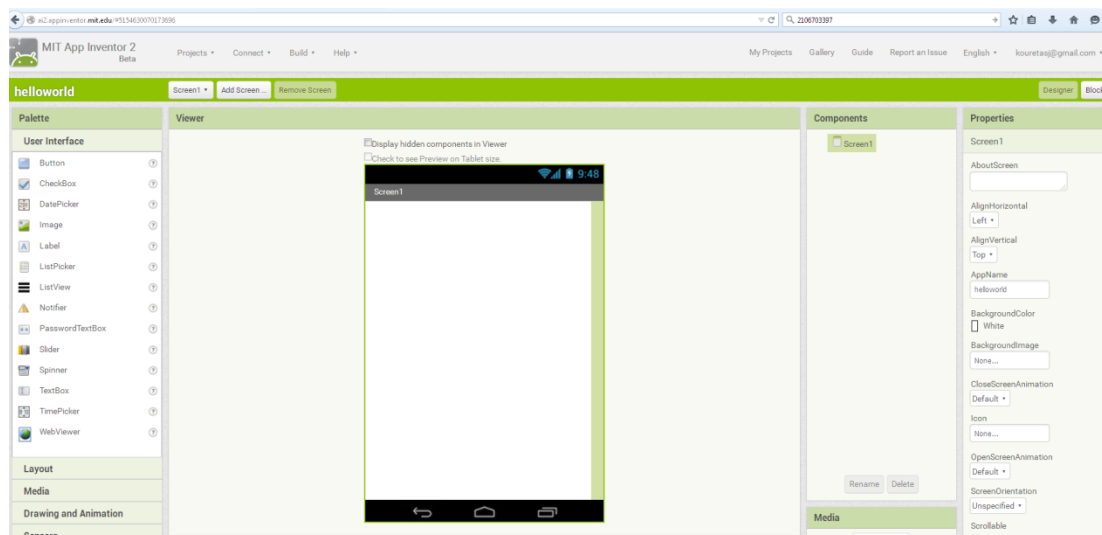 ai2.appinventor.mit.edu/#5154630070173696
2106703397
MIT App Inventor 2
Beta
Projects Connect Build Help
My Projects Gallery Guide Report an Issue English kouretasj@gmail.com
helloworld
Screen1 Add Screen ... Remove Screen
Designer Bloc
Palette
User Interface
Button
CheckBox
DatePicker
Image
Label
ListPicker
ListView
Notifier
PasswordTextBox
Slider
Spinner
TextBox
TimePicker
WebViewer
Layout
Media
Drawing and Animation
Sensors
Viewer
Display hidden components in Viewer
Check to see Preview on Tablet size.
9:48
Screen1
Components
Screen1
Rename Delete
Media
Properties
Screen1
AboutScreen
AlignHorizontal
Left
AlignVertical
Top
AppName
helloworld
BackgroundColor
White
BackgroundImage
None...
CloseScreenAnimation
Default
Icon
None...
OpenScreenAnimation
Default
ScreenOrientation
Unspecified
Scrollable